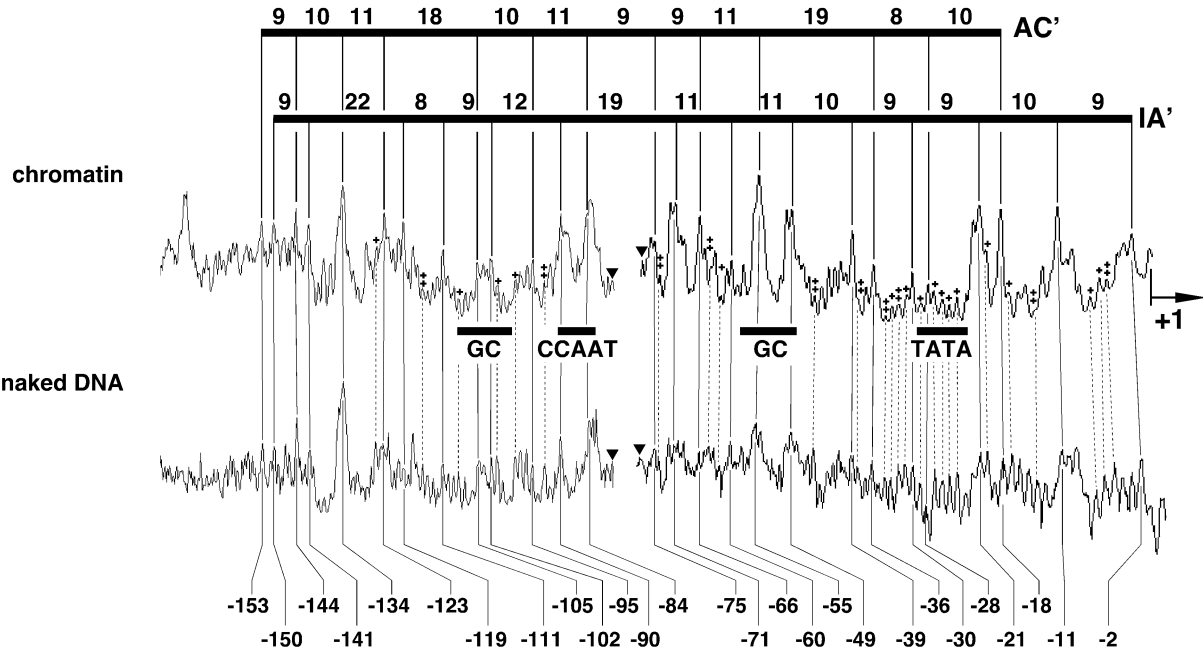 9 10 11 18 10 11 9 9 11 19 8 10 AC’
9 22 8 9 12 19 11 11 10 9 9 10 9 IA’
chromatin
+1
GC CCAAT GC TATA
naked DNA
-153 -144 -134 -123 -105 -95 -84 -75 -66 -55 -36 -28 -18
-150 -141 -119 -111 -102 -90 -71 -60 -49 -39 -30 -21 -11 -2